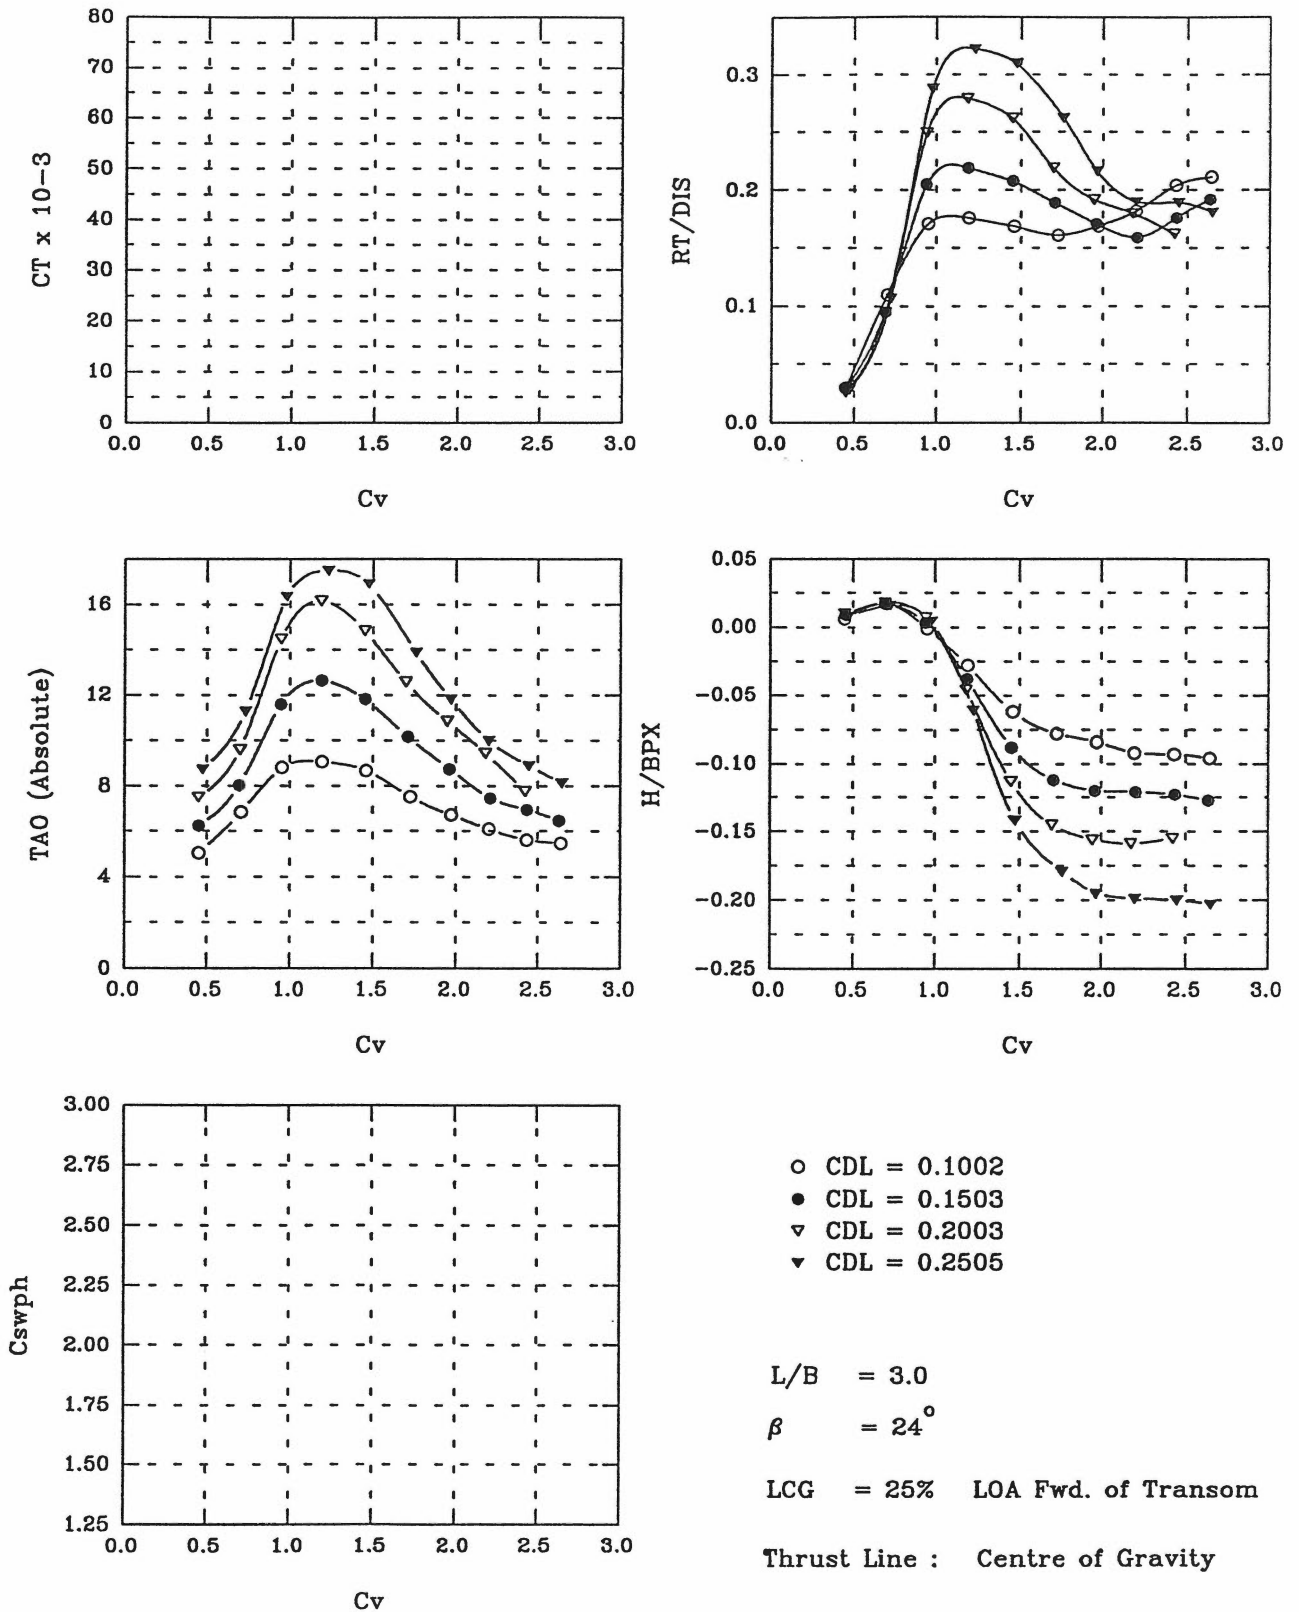 80
70
60
50
40
30
20
10
0
CT x 10-3
0.0 0.5 1.0 1.5 2.0 2.5 3.0
Cv
0.3
0.2
0.1
0.0
RT/DIS
0.0 0.5 1.0 1.5 2.0 2.5 3.0
Cv
16
12
8
4
0
TAO (Absolute)
0.0 0.5 1.0 1.5 2.0 2.5 3.0
Cv
0.05
0.00
-0.05
-0.10
-0.15
-0.20
-0.25
H/BPX
0.0 0.5 1.0 1.5 2.0 2.5 3.0
Cv
3.00
2.75
2.50
2.25
2.00
1.75
1.50
1.25
Cswph
0.0 0.5 1.0 1.5 2.0 2.5 3.0
Cv
CDL = 0.1002
CDL = 0.1503
CDL = 0.2003
CDL = 0.2505
L/B = 3.0
β = 24°
LCG = 25% LOA Fwd. of Transom
Thrust Line : Centre of Gravity